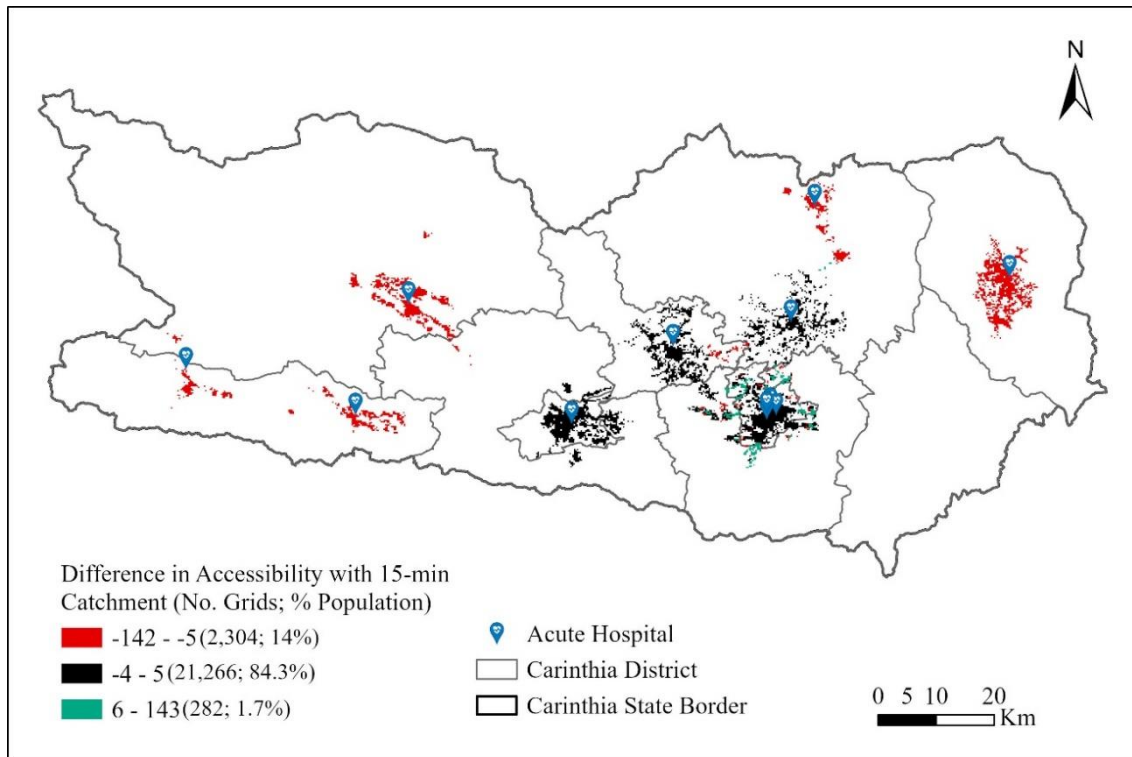 N
Difference in Accessibility with 15-min
Catchment (No. Grids; % Population)
-142 - -5(2,304; 14%)
-4 - 5(21,266; 84.3%)
6 - 143(282; 1.7%)
Acute Hospital
Carinthia District
Carinthia State Border
0 5 10 20
Km